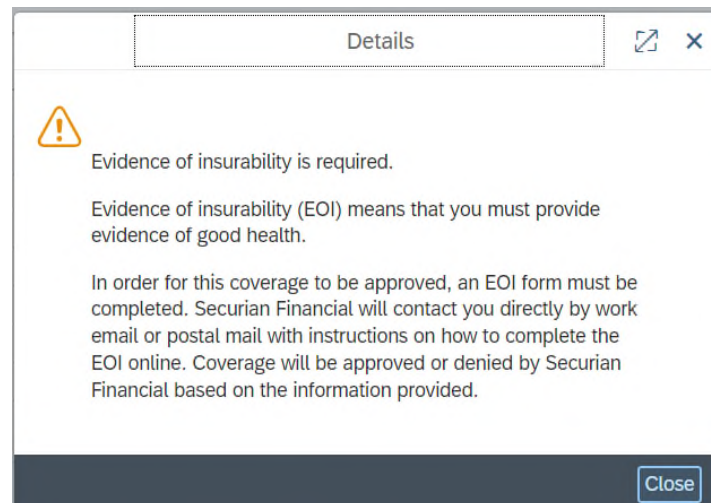 Details
Evidence of insurability is required.
Evidence of insurability (EOI) means that you must provide
evidence of good health.
In order for this coverage to be approved, an EOI form must be
completed. Securian Financial will contact you directly by work
email or postal mail with instructions on how to complete the
EOI online. Coverage will be approved or denied by Securian
Financial based on the information provided.
Close